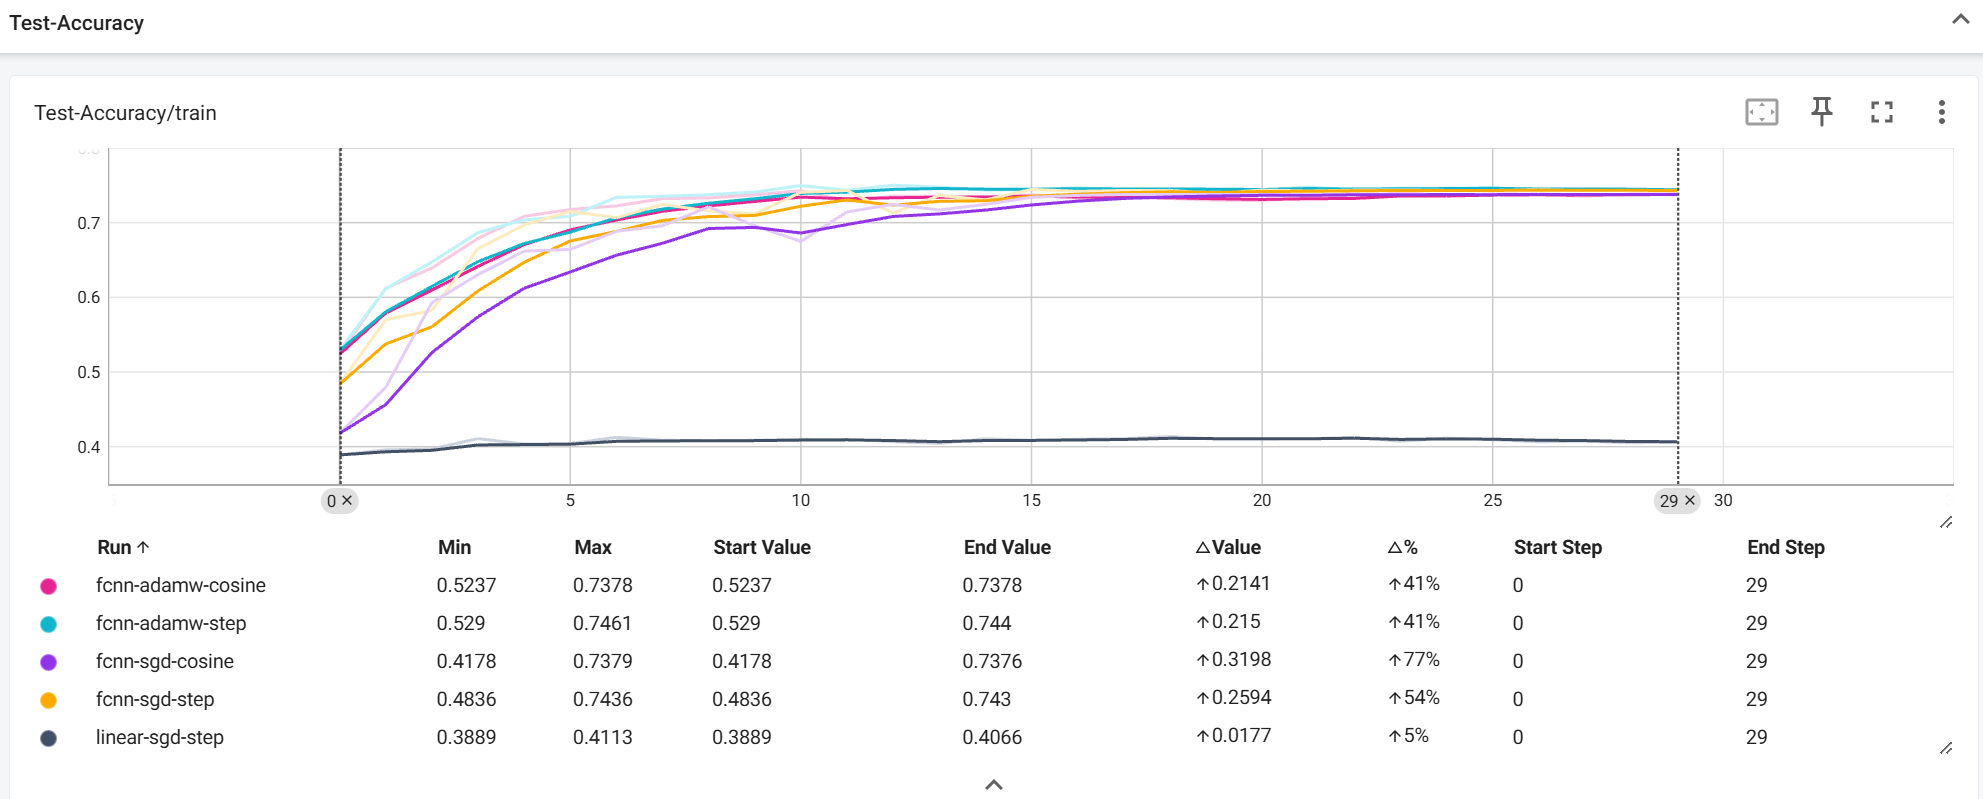 Test-Accuracy
Test-Accuracy/train
0.7
0.6
0.5
0.4
0 × 5 10 15 20 25 29 × 30
Run ↑ Min Max Start Value End Value △Value △% Start Step End Step
fcnn-adamw-cosine 0.5237 0.7378 0.5237 0.7378 ↑0.2141 ↑41% 0 29
fcnn-adamw-step 0.529 0.7461 0.529 0.744 ↑0.215 ↑41% 0 29
fcnn-sgd-cosine 0.4178 0.7379 0.4178 0.7376 ↑0.3198 ↑77% 0 29
fcnn-sgd-step 0.4836 0.7436 0.4836 0.743 ↑0.2594 ↑54% 0 29
linear-sgd-step 0.3889 0.4113 0.3889 0.4066 ↑0.0177 ↑5% 0 29